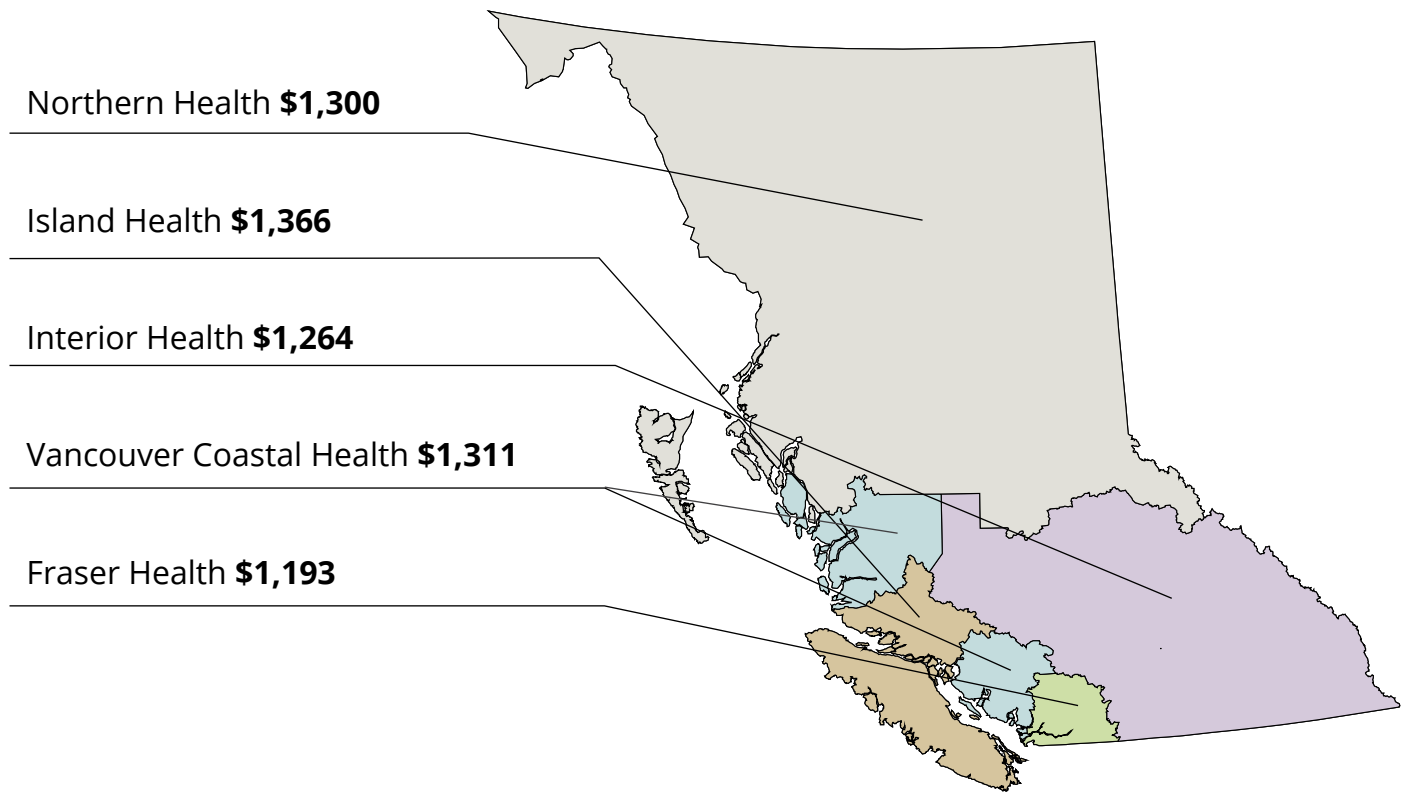 Northern Health $1,300
Island Health $1,366
Interior Health $1,264
Vancouver Coastal Health $1,311
Fraser Health $1,193